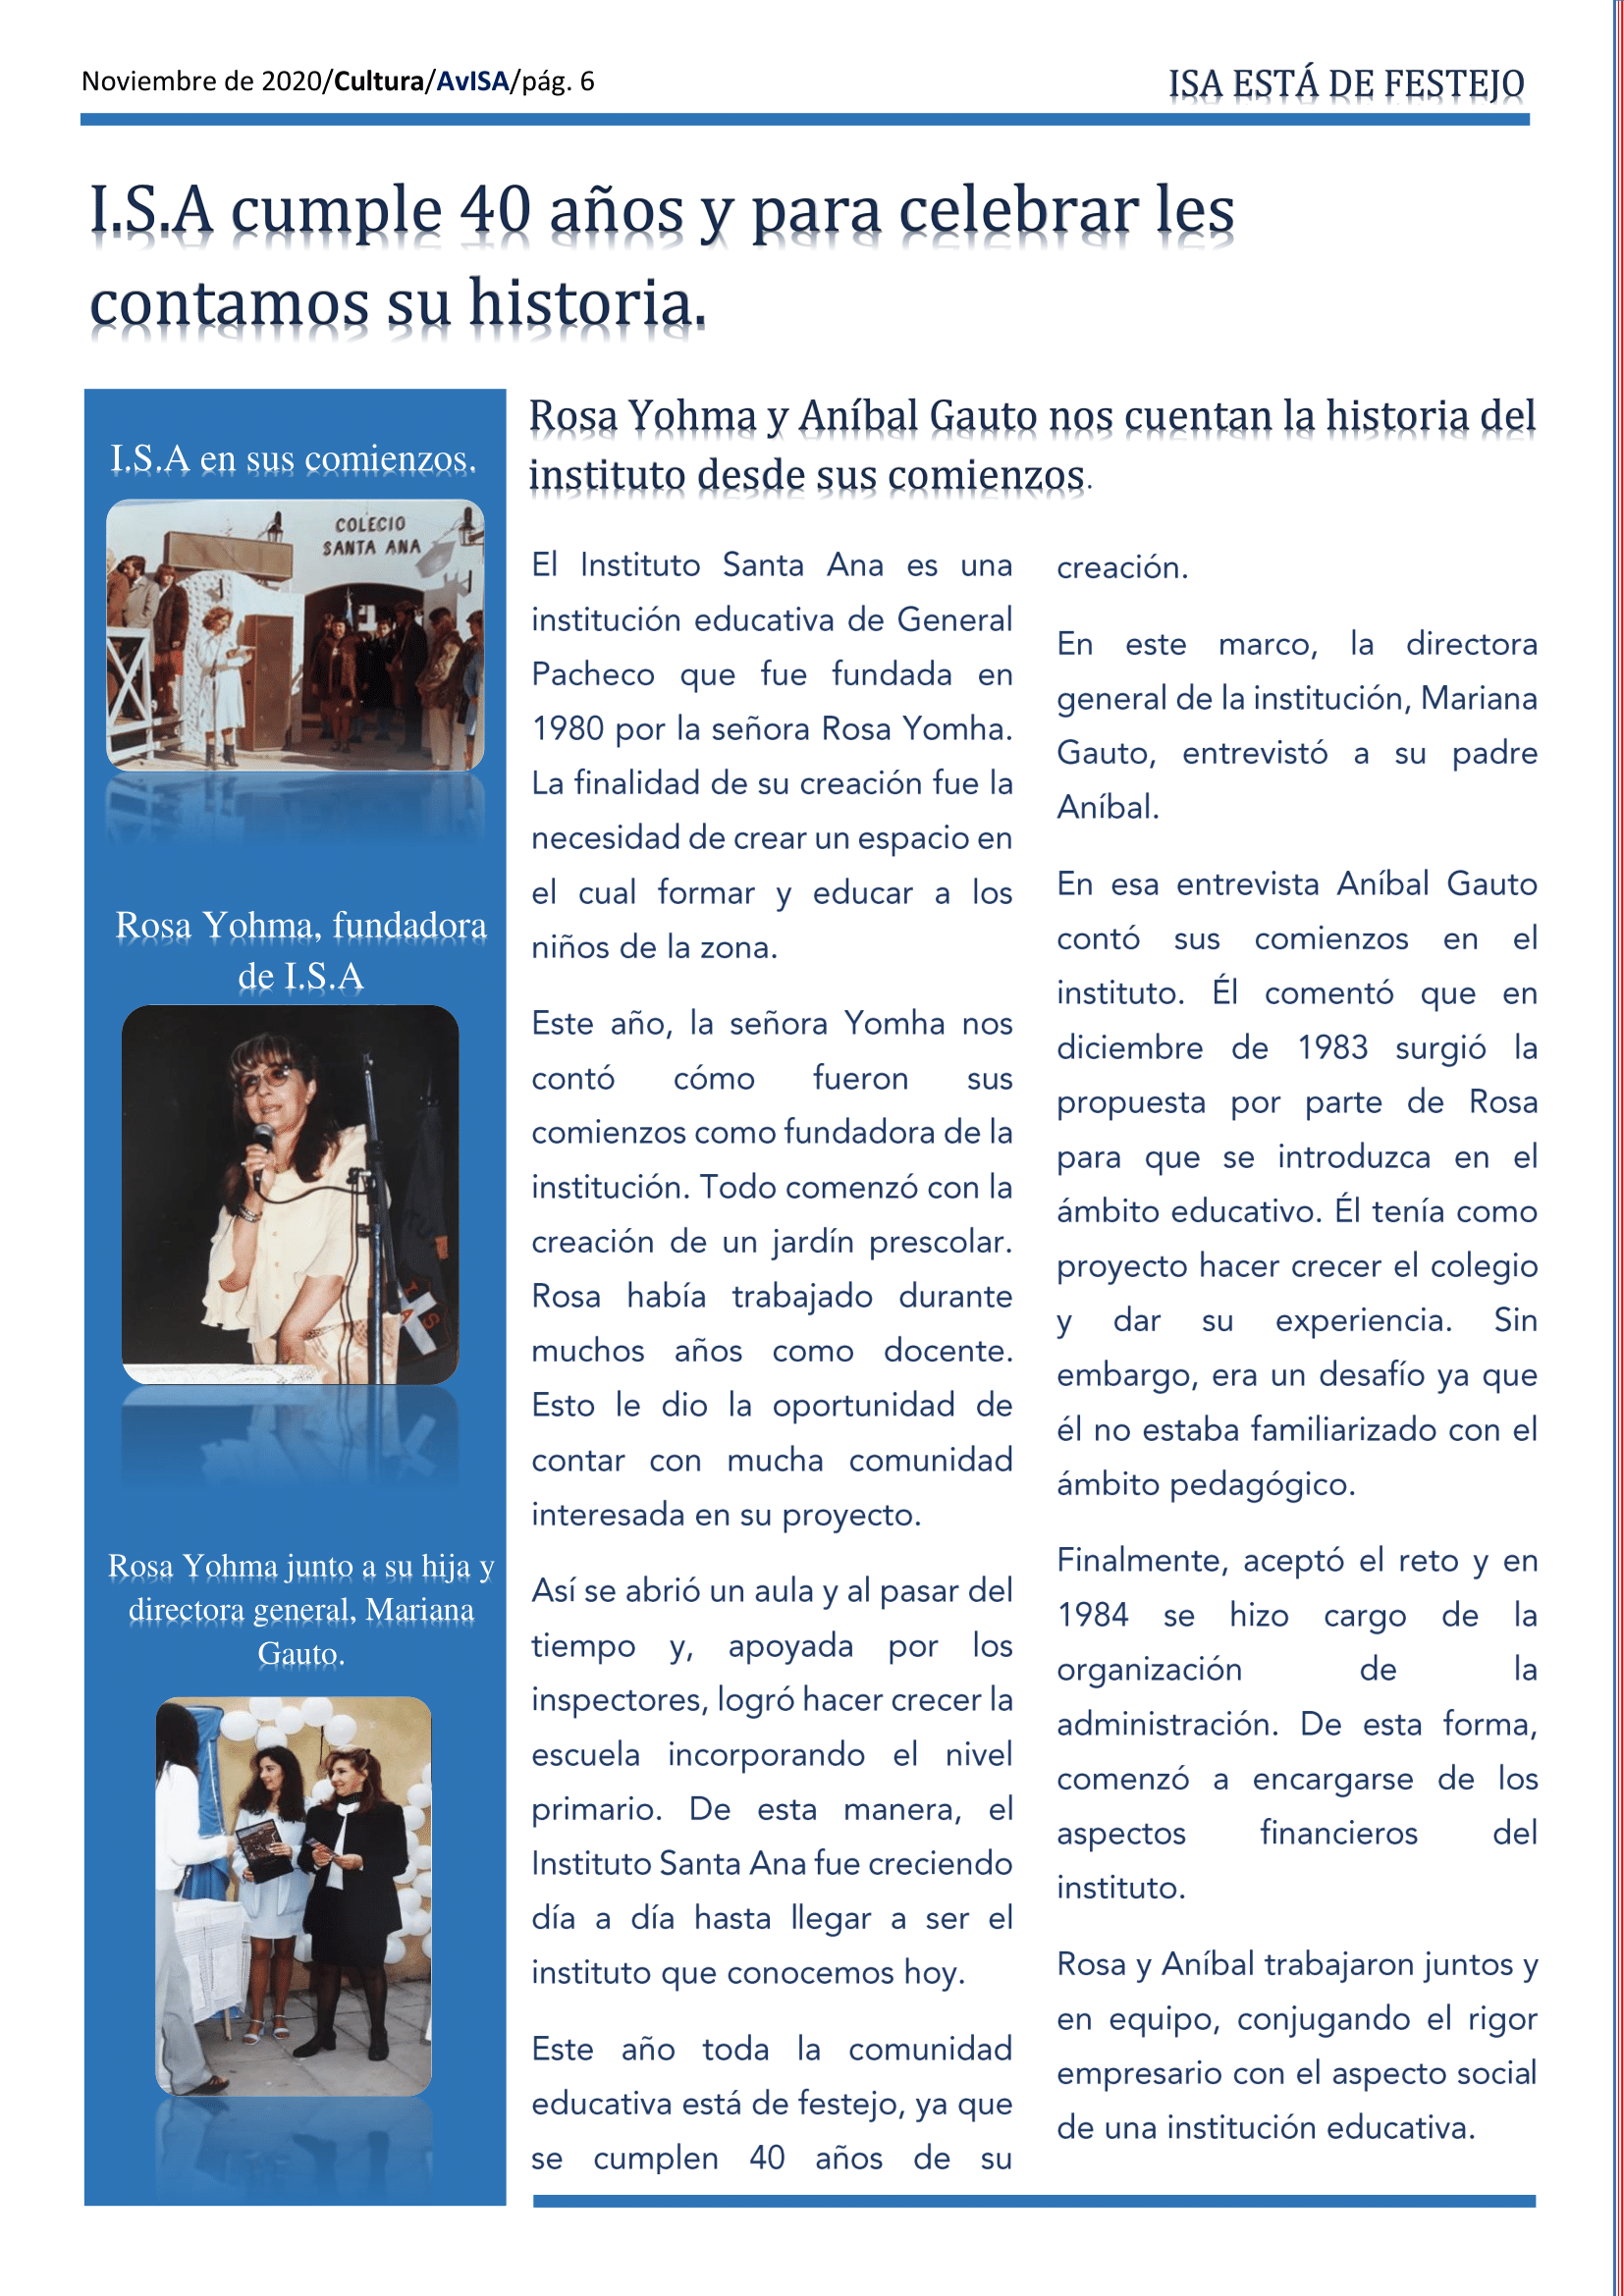 Noviembre de 2020/Cultura/AvISA/pág. 6
ISA ESTÁ DE FESTEJO
I.S.A cumple 40 años y para celebrar les
contamos su historia.
I.S.A en sus comienzos.
COLEGIO
SANTA ANA
Rosa Yohma, fundadora
de I.S.A
Rosa Yohma junto a su hija y
directora general, Mariana
Gauto.
Rosa Yohma y Aníbal Gauto nos cuentan la historia del
instituto desde sus comienzos.
El Instituto Santa Ana es una
institución educativa de General
Pacheco que fue fundada en
1980 por la señora Rosa Yomha.
La finalidad de su creación fue la
necesidad de crear un espacio en
el cual formar y educar a los
niños de la zona.
Este año, la señora Yomha nos
contó cómo fueron sus
comienzos como fundadora de la
institución. Todo comenzó con la
creación de un jardín prescolar.
Rosa había trabajado durante
muchos años como docente.
Esto le dio la oportunidad de
contar con mucha comunidad
interesada en su proyecto.
Así se abrió un aula y al pasar del
tiempo y, apoyada por los
inspectores, logró hacer crecer la
escuela incorporando el nivel
primario. De esta manera, el
Instituto Santa Ana fue creciendo
día a día hasta llegar a ser el
instituto que conocemos hoy.
Este año toda la comunidad
educativa está de festejo, ya que
se cumplen 40 años de su
creación.
En este marco, la directora
general de la institución, Mariana
Gauto, entrevistó a su padre
Aníbal.
En esa entrevista Aníbal Gauto
contó sus comienzos en el
instituto. Él comentó que en
diciembre de 1983 surgió la
propuesta por parte de Rosa
para que se introduzca en el
ámbito educativo. Él tenía como
proyecto hacer crecer el colegio
y dar su experiencia. Sin
embargo, era un desafío ya que
él no estaba familiarizado con el
ámbito pedagógico.
Finalmente, aceptó el reto y en
1984 se hizo cargo de la
organización de la
administración. De esta forma,
comenzó a encargarse de los
aspectos financieros del
instituto.
Rosa y Aníbal trabajaron juntos y
en equipo, conjugando el rigor
empresario con el aspecto social
de una institución educativa.